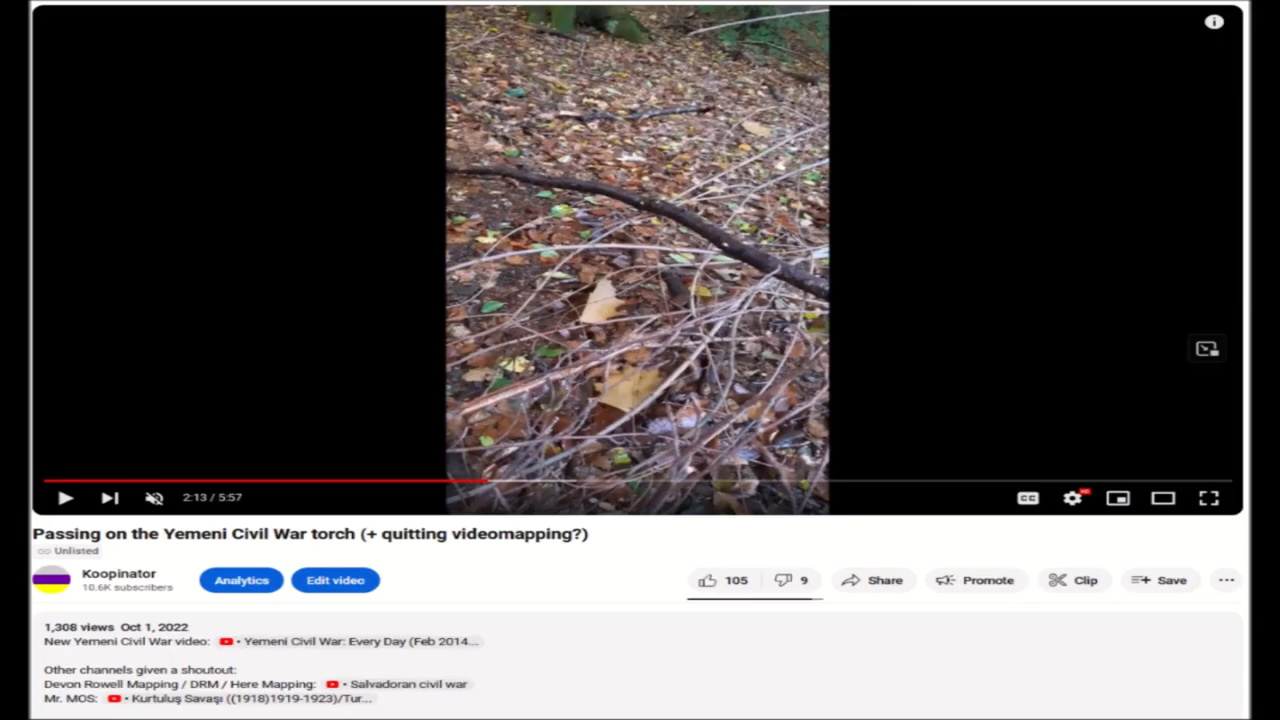 CC
HD
2:13 / 5:57
Passing on the Yemeni Civil War torch (+ quitting videomapping?)
Unlisted
Koopinator
10.6K subscribers
Analytics
Edit video
105
9
Share
Promote
Clip
Save
1,308 views Oct 1, 2022
New Yemeni Civil War video: • Yemeni Civil War: Every Day (Feb 2014...
Other channels given a shoutout:
Devon Rowell Mapping / DRM / Here Mapping: • Salvadoran civil war
Mr. MOS: • Kurtuluş Savaşı ((1918)1919-1923)/Tur...